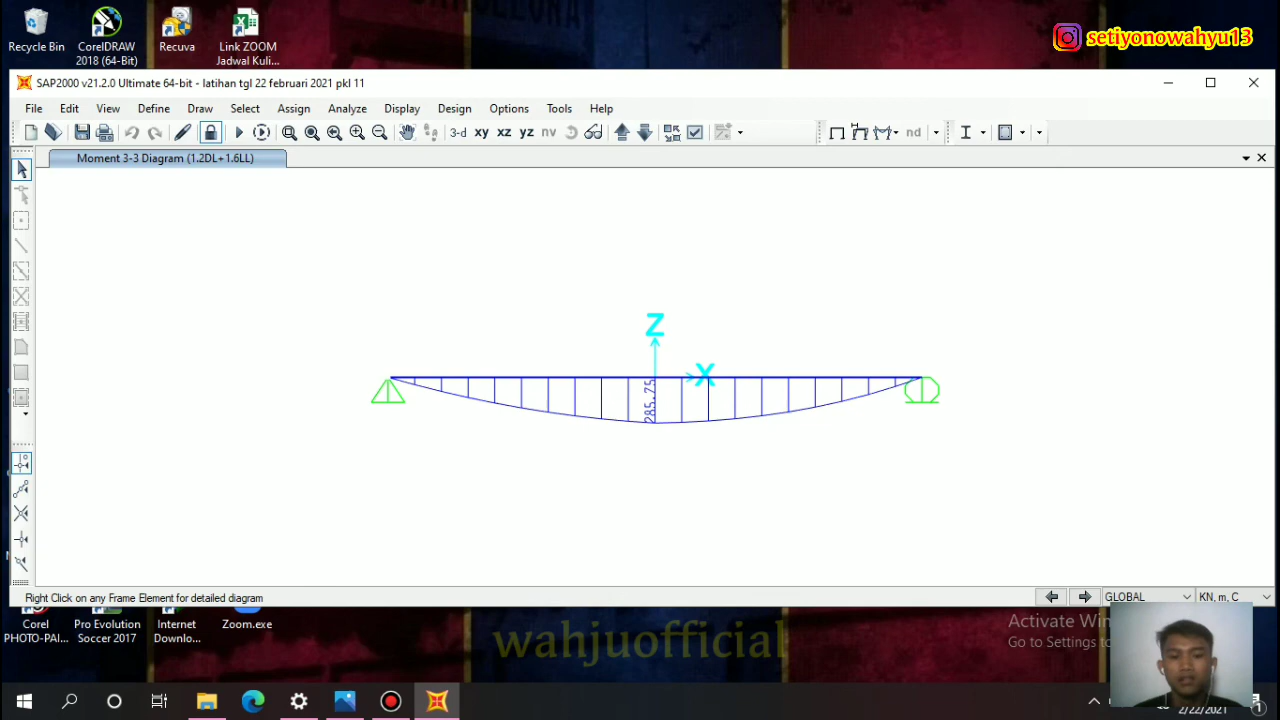 Recycle Bin
CorelDRAW
2018 (64-Bit)
Recuva
Link ZOOM
Jadwal Kuli...
setiyonowahyu13
SAP2000 v21.2.0 Ultimate 64-bit - latihan tgl 22 februari 2021 pkl 11
File Edit View Define Draw Select Assign Analyze Display Design Options Tools Help
3-d xy xz yz nv
nd
Moment 3-3 Diagram (1.2DL+1.6LL)
Z
X
285.75
Right Click on any Frame Element for detailed diagram
GLOBAL
KN, m, C
Corel
PHOTO-PAI...
Pro Evolution
Soccer 2017
Internet
Downlo...
Zoom.exe
wahjuofficial
Activate Win
Go to Settings to
2/22/2021
1